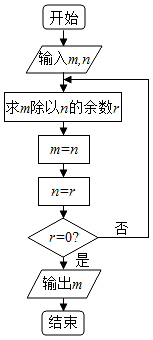 开始
输入m,n
求m除以n的余数r
m=n
n=r
r=0?
否
是
输出m
结束